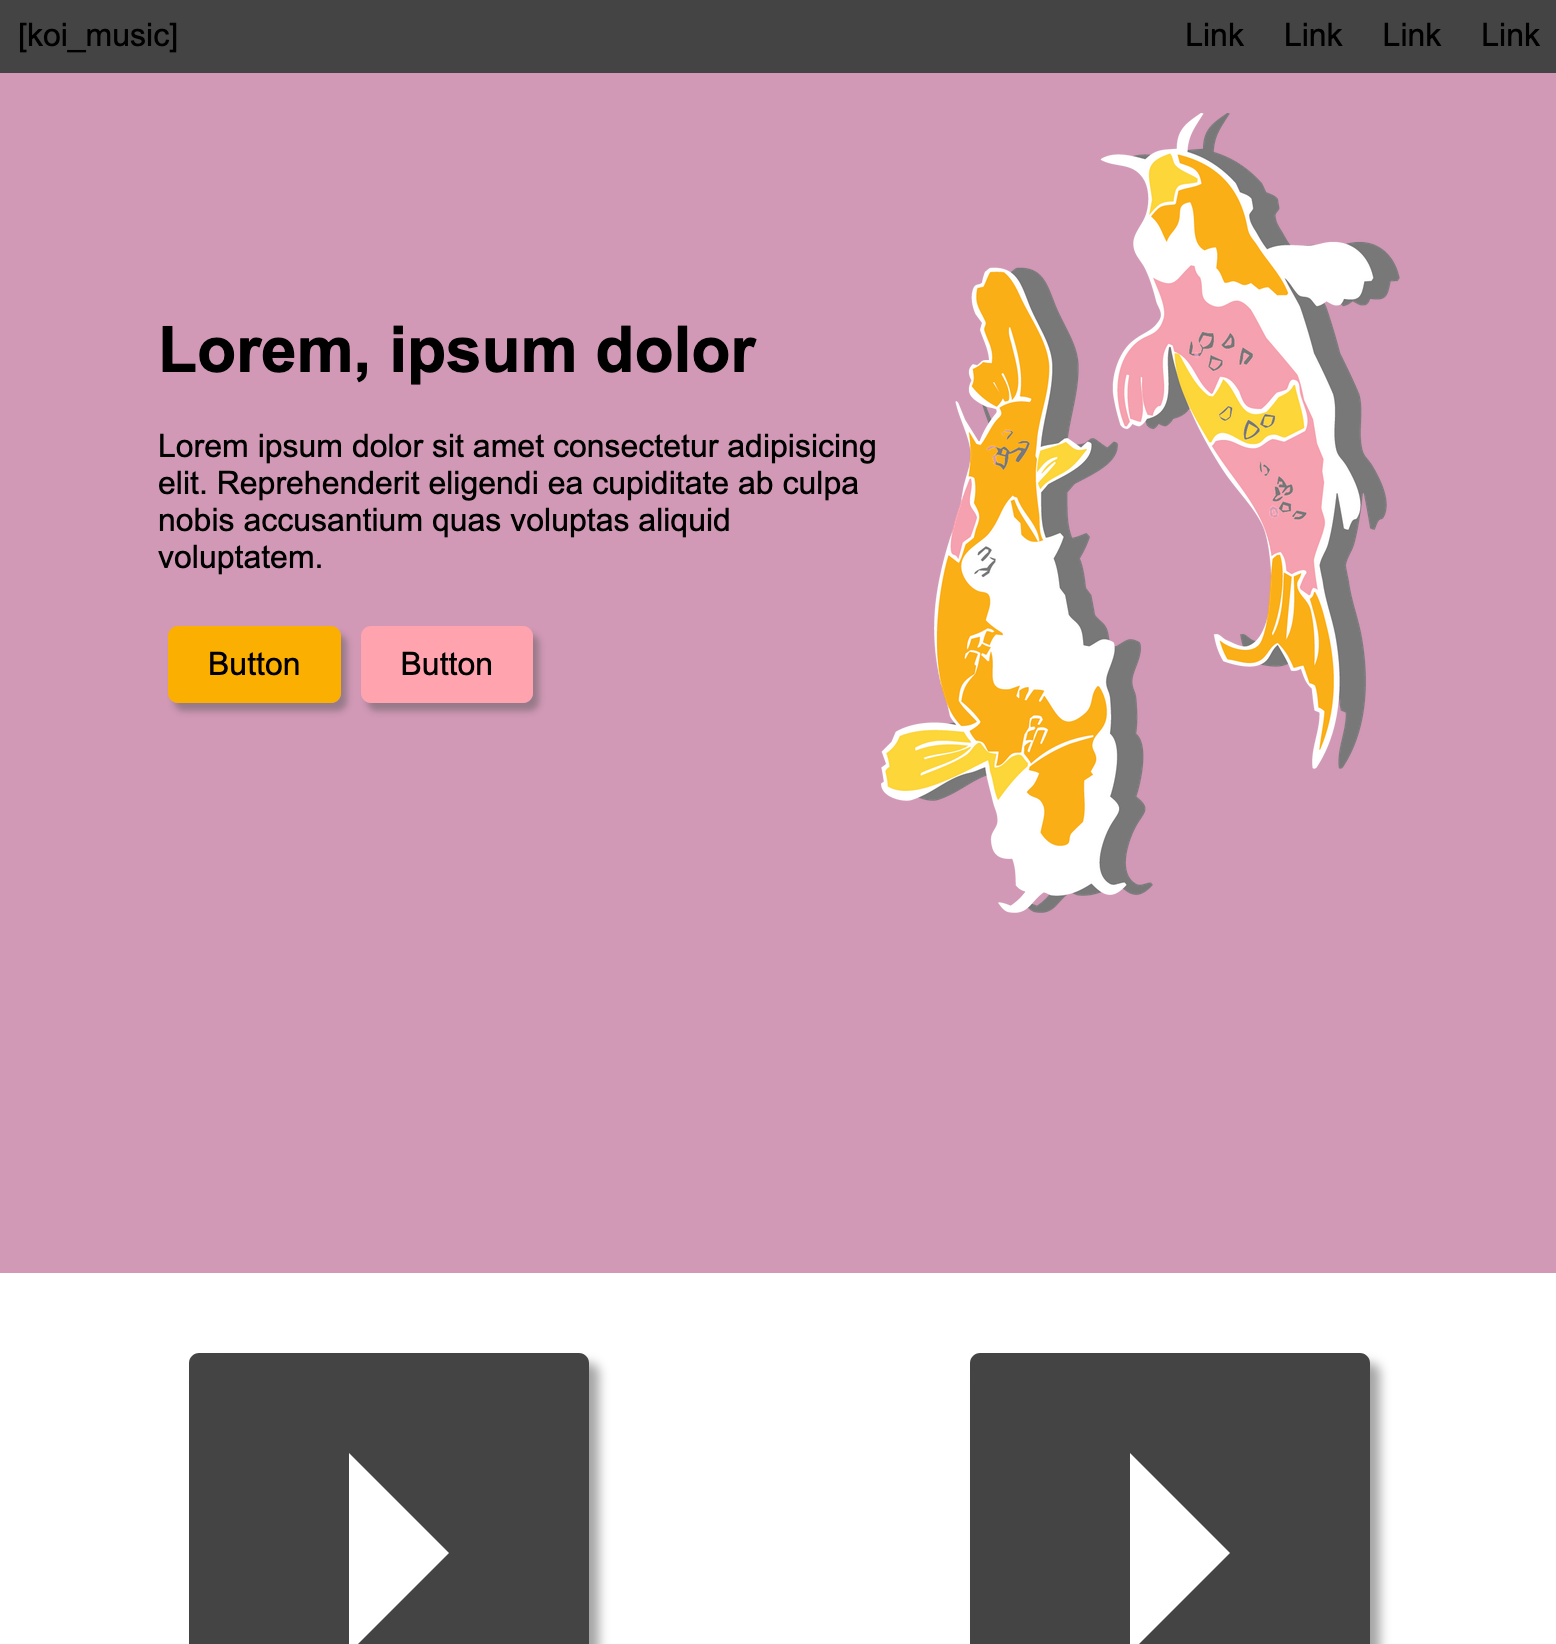 [koi_music]
Link Link Link Link
Lorem, ipsum dolor
Lorem ipsum dolor sit amet consectetur adipisicing
elit. Reprehenderit eligendi ea cupiditate ab culpa
nobis accusantium quas voluptas aliquid
voluptatem.
Button Button